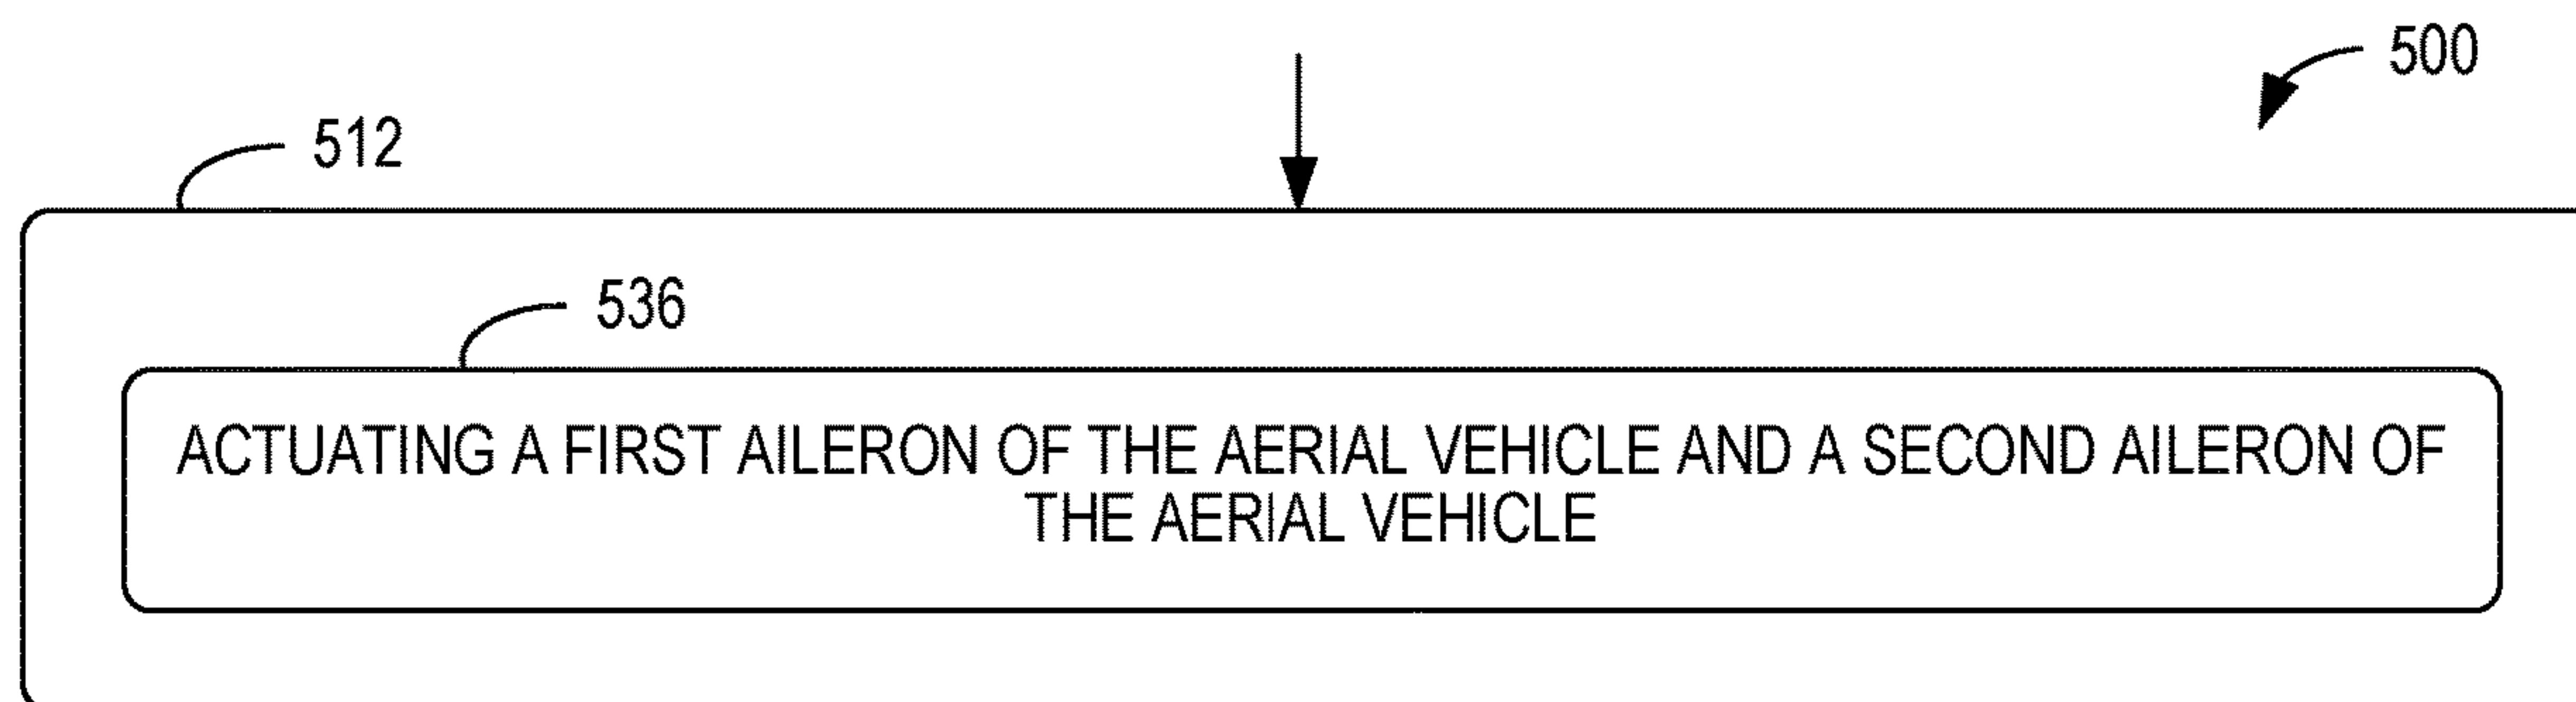 500
512
536
ACTUATING A FIRST AILERON OF THE AERIAL VEHICLE AND A SECOND AILERON OF
THE AERIAL VEHICLE